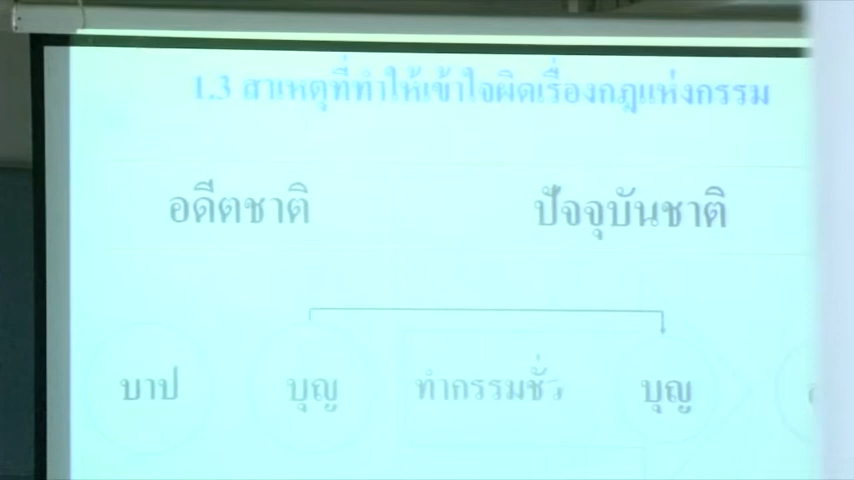 1.3 สาเหตุที่ทำให้เข้าใจผิดเรื่องกฎแห่งกรรม
อดีตชาติ ปัจจุบันชาติ
บาป บุญ ทำกรรมชั่ว บุญ